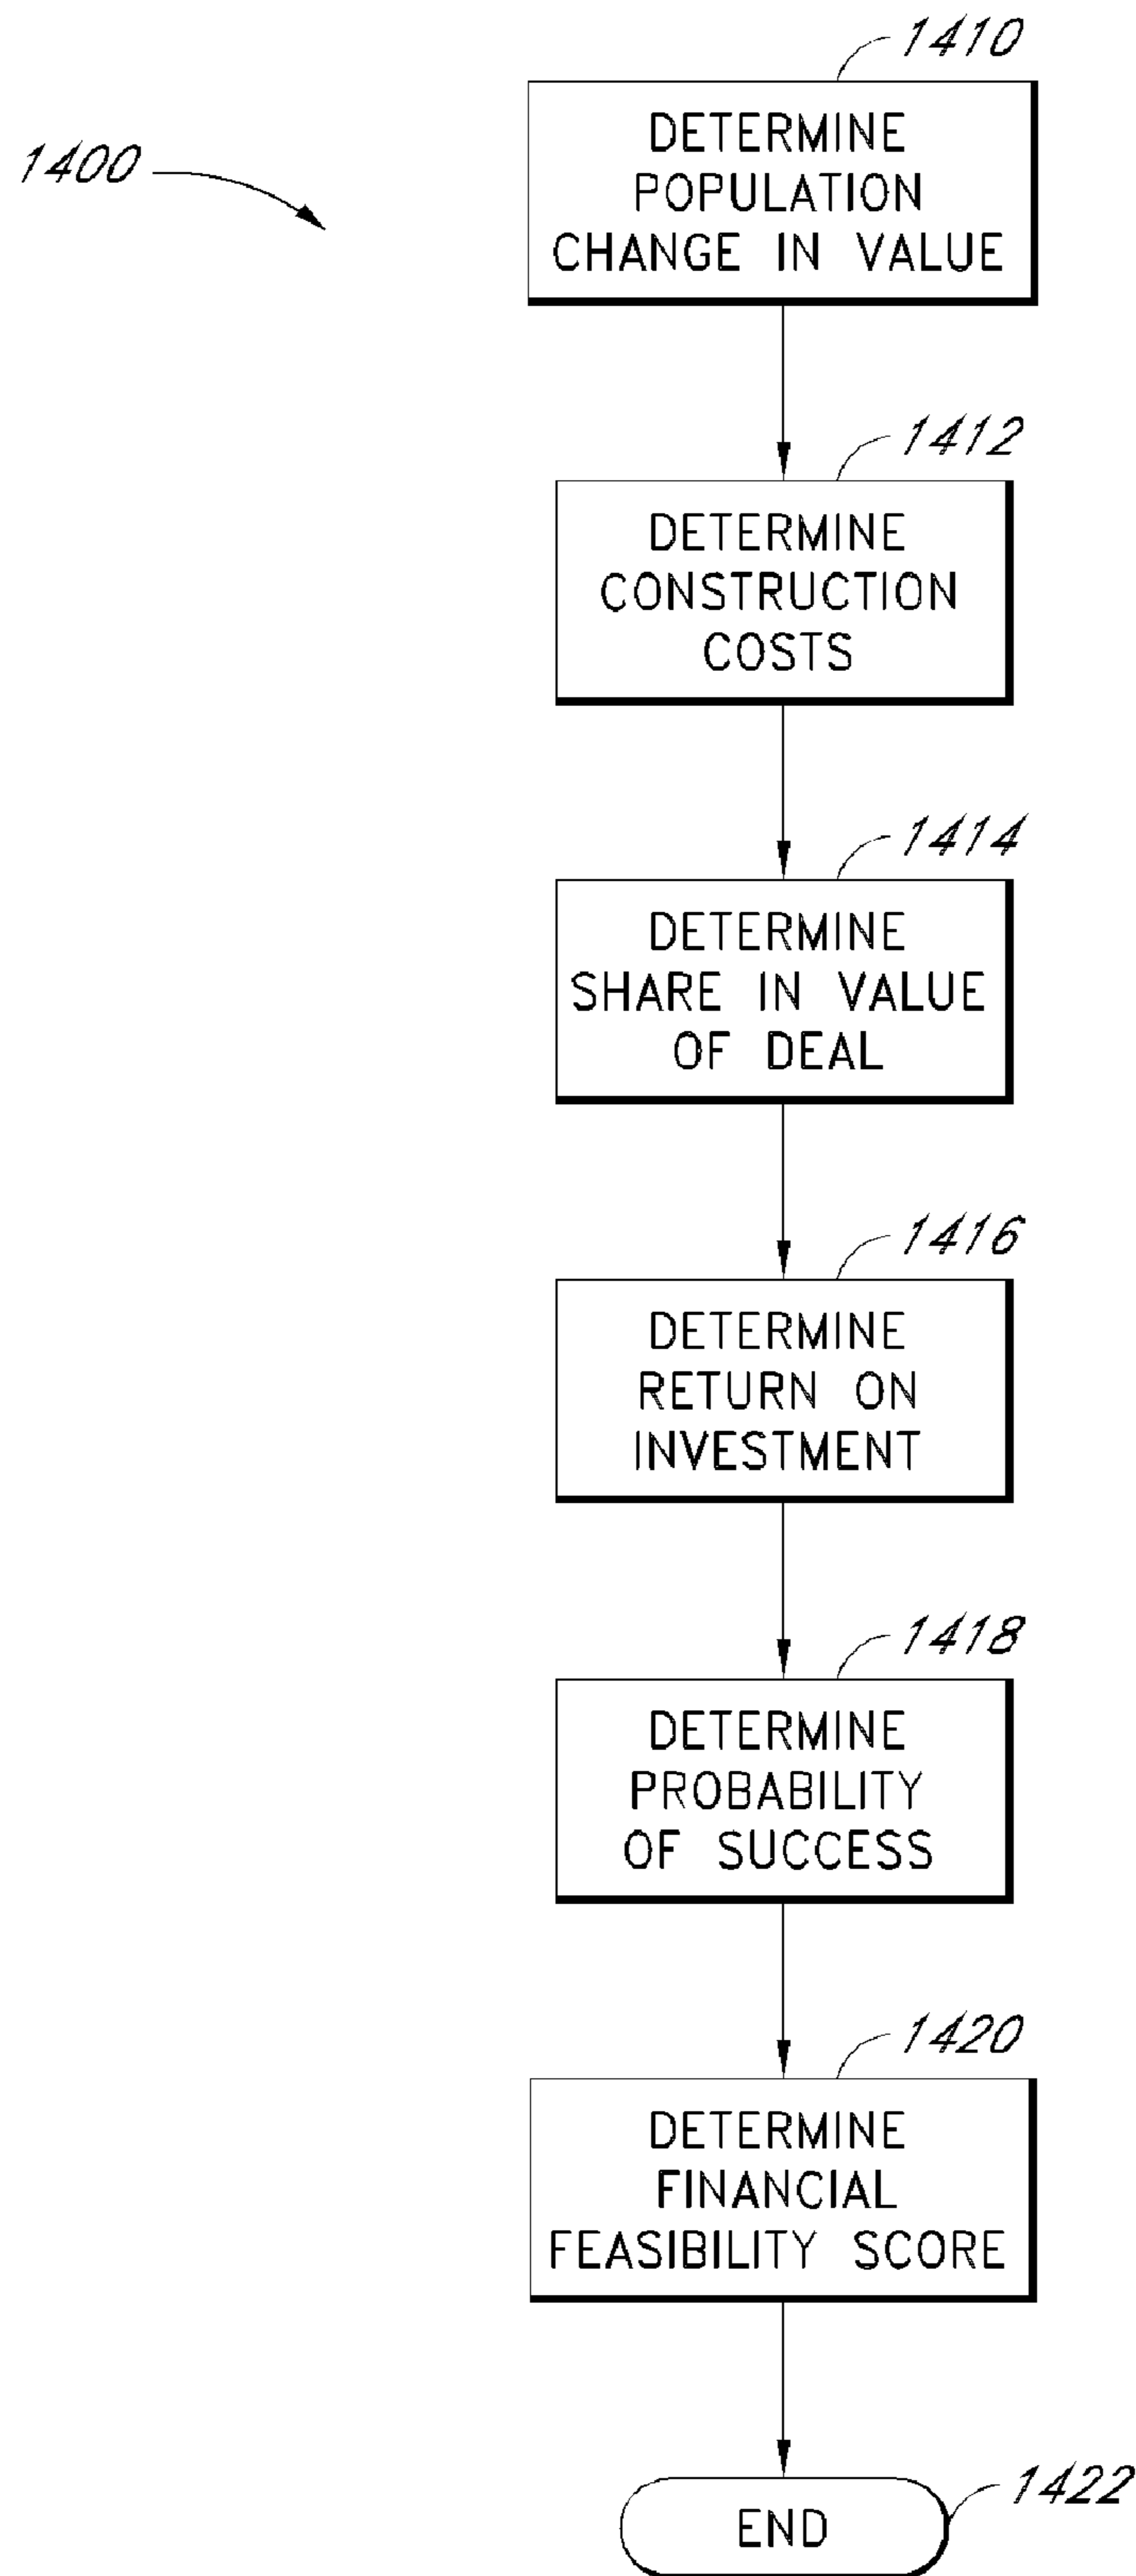 1400
1410
DETERMINE
POPULATION
CHANGE IN VALUE
1412
DETERMINE
CONSTRUCTION
COSTS
1414
DETERMINE
SHARE IN VALUE
OF DEAL
1416
DETERMINE
RETURN ON
INVESTMENT
1418
DETERMINE
PROBABILITY
OF SUCCESS
1420
DETERMINE
FINANCIAL
FEASIBILITY SCORE
1422
END